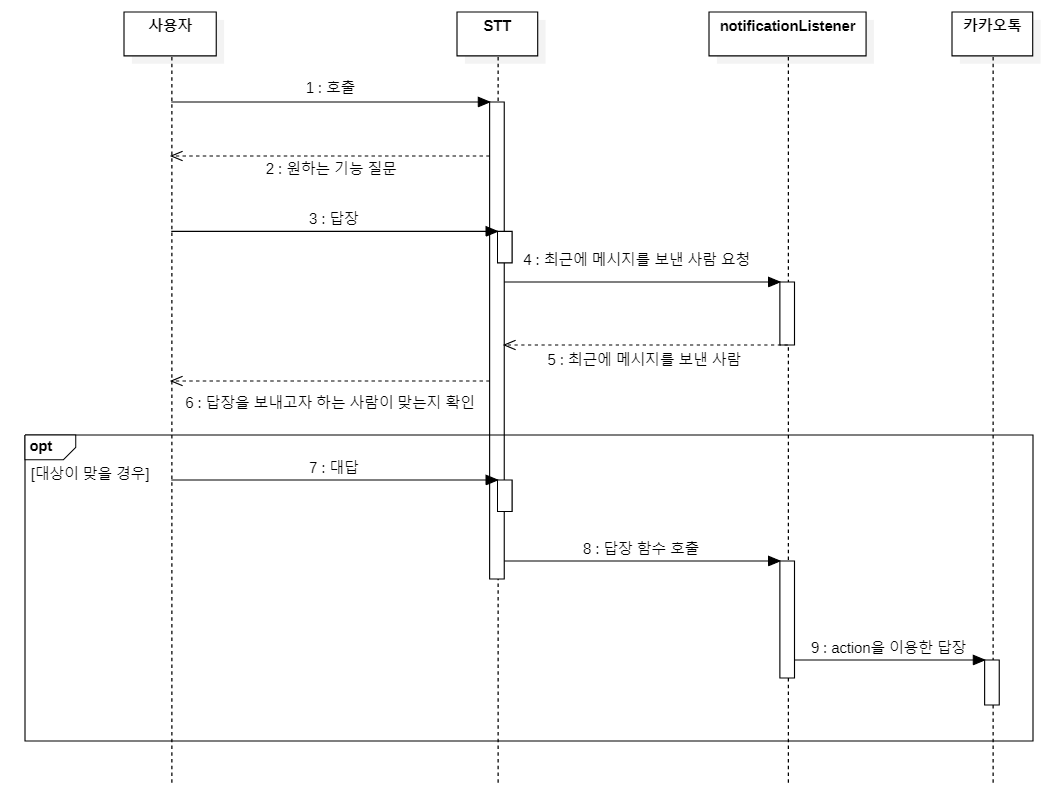 사용자
STT
notificationListener
카카오톡
1 : 호출
2 : 원하는 기능 질문
3 : 답장
4 : 최근에 메시지를 보낸 사람 요청
5 : 최근에 메시지를 보낸 사람
6 : 답장을 보내고자 하는 사람이 맞는지 확인
opt
[대상이 맞을 경우]
7 : 대답
8 : 답장 함수 호출
9 : action을 이용한 답장